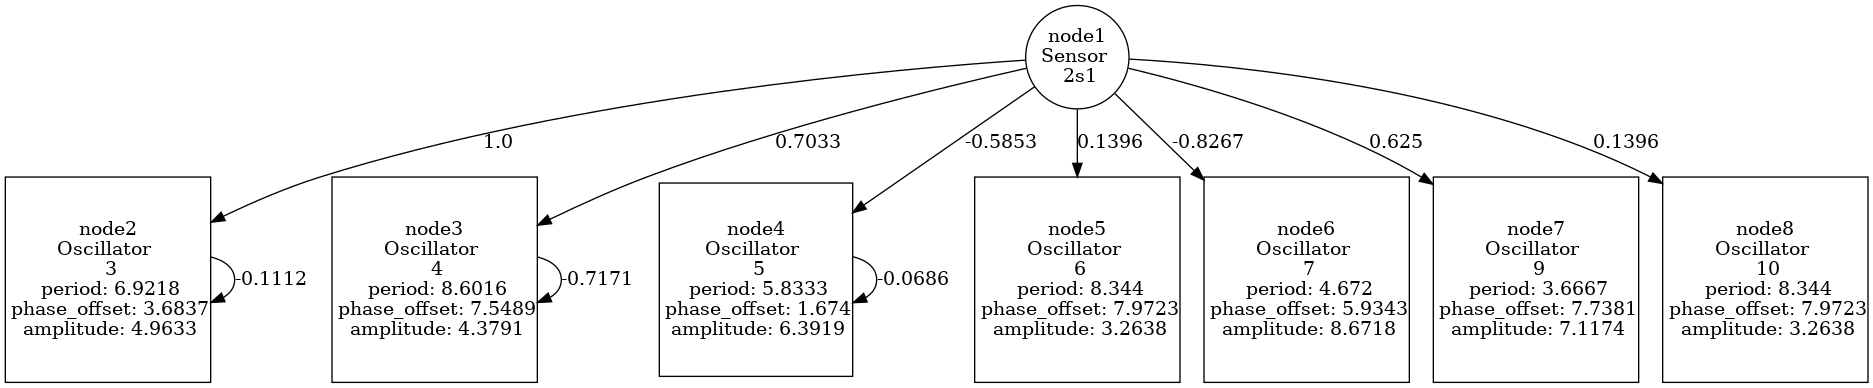 node1
Sensor
2s1
1.0
0.7033
-0.5853
0.1396
-0.8267
0.625
0.1396
node2
Oscillator
3
period: 6.9218
phase_offset: 3.6837
amplitude: 4.9633
-0.1112
node3
Oscillator
4
period: 8.6016
phase_offset: 7.5489
amplitude: 4.3791
-0.7171
node4
Oscillator
5
period: 5.8333
phase_offset: 1.674
amplitude: 6.3919
-0.0686
node5
Oscillator
6
period: 8.344
phase_offset: 7.9723
amplitude: 3.2638
node6
Oscillator
7
period: 4.672
phase_offset: 5.9343
amplitude: 8.6718
node7
Oscillator
9
period: 3.6667
phase_offset: 7.7381
amplitude: 7.1174
node8
Oscillator
10
period: 8.344
phase_offset: 7.9723
amplitude: 3.2638